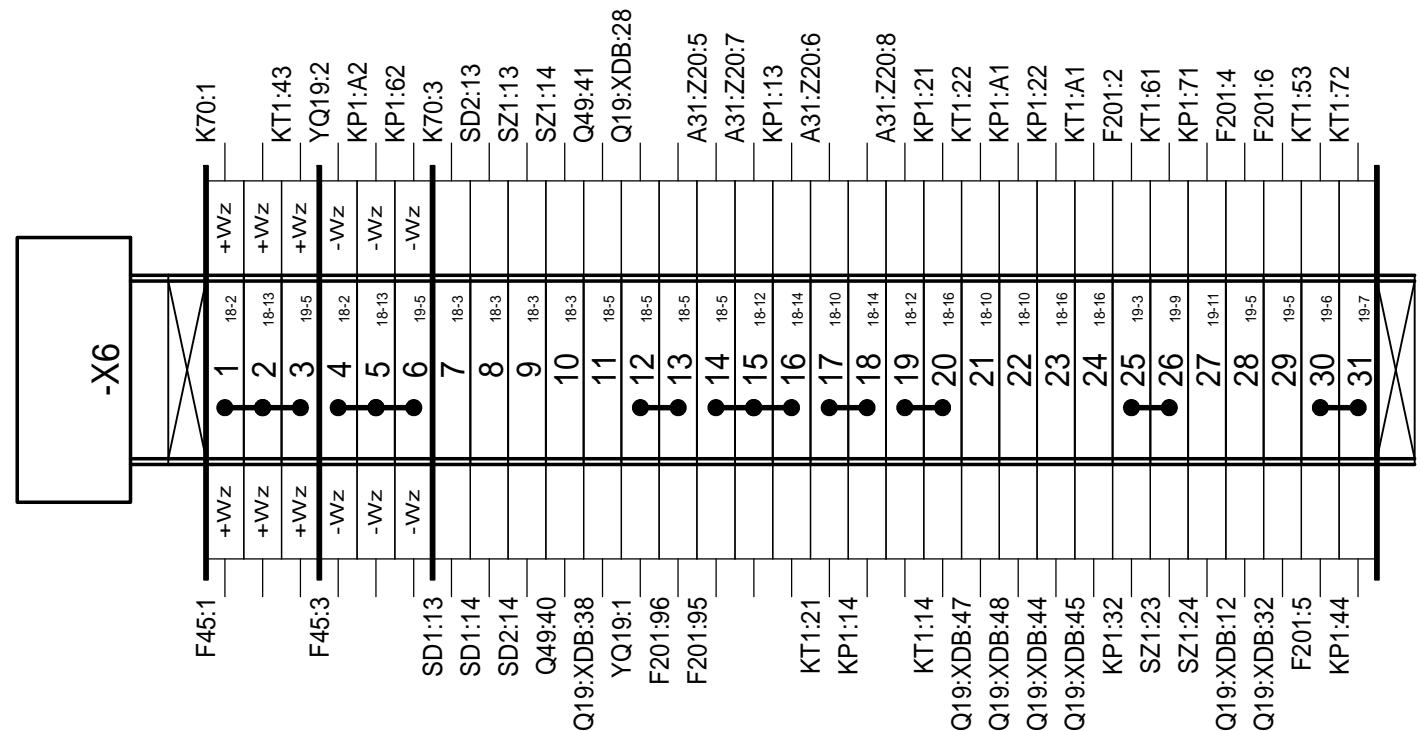 -X6
F45:1 +Wz 1 18-2 +Wz K70:1
+Wz 2 18-13 +Wz
+Wz 3 19-5 +Wz KT1:43
F45:3 -Wz 4 18-2 -Wz YQ19:2
-Wz 5 18-13 -Wz KP1:A2
-Wz 6 19-5 -Wz KP1:62
SD1:13 7 18-3 K70:3
SD1:14 8 18-3 SD2:13
SD2:14 9 18-3 SZ1:13
Q49:40 10 18-3 SZ1:14
Q19:XDB:38 11 18-5 Q49:41
YQ19:1 12 18-5 Q19:XDB:28
F201:96 13 18-5
F201:95 14 18-5 A31:Z20:5
15 18-12 A31:Z20:7
16 18-14 KP1:13
KT1:21 17 18-10 A31:Z20:6
KP1:14 18 18-14
19 18-12 A31:Z20:8
KT1:14 20 18-16 KP1:21
Q19:XDB:47 21 18-10 KT1:22
Q19:XDB:48 22 18-10 KP1:A1
Q19:XDB:44 23 18-16 KP1:22
Q19:XDB:45 24 18-16 KT1:A1
KP1:32 25 19-3 F201:2
SZ1:23 26 19-9 KT1:61
SZ1:24 27 19-11 KP1:71
Q19:XDB:12 28 19-5 F201:4
Q19:XDB:32 29 19-5 F201:6
F201:5 30 19-6 KT1:53
KP1:44 31 19-7 KT1:72